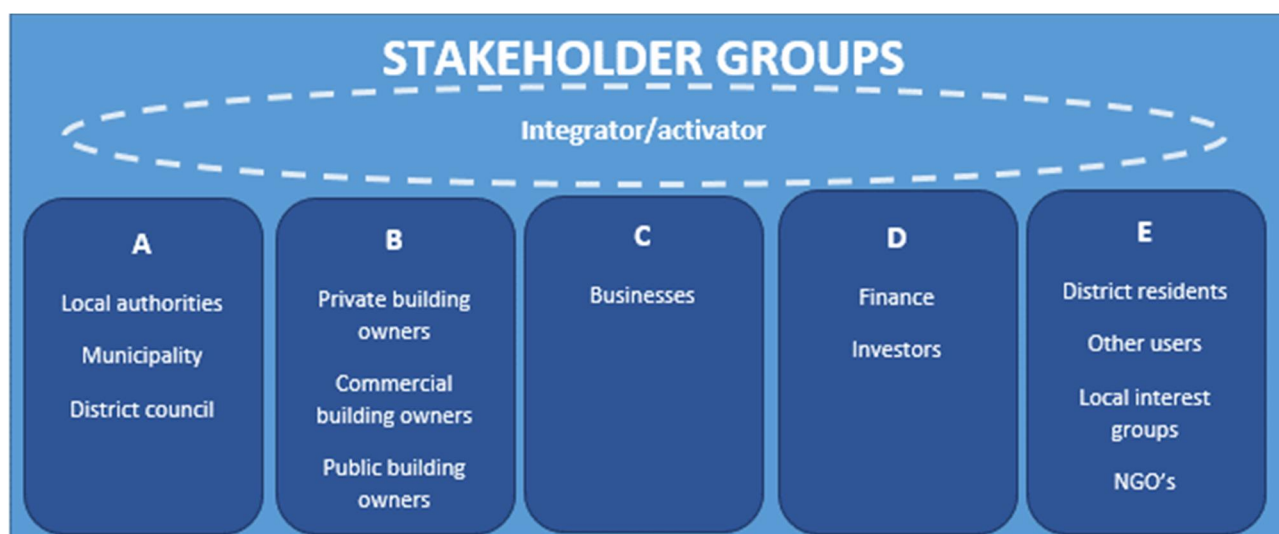 STAKEHOLDER GROUPS
Integrator/activator
A
Local authorities
Municipality
District council
B
Private building
owners
Commercial
building owners
Public building
owners
C
Businesses
D
Finance
Investors
E
District residents
Other users
Local interest
groups
NGO’s